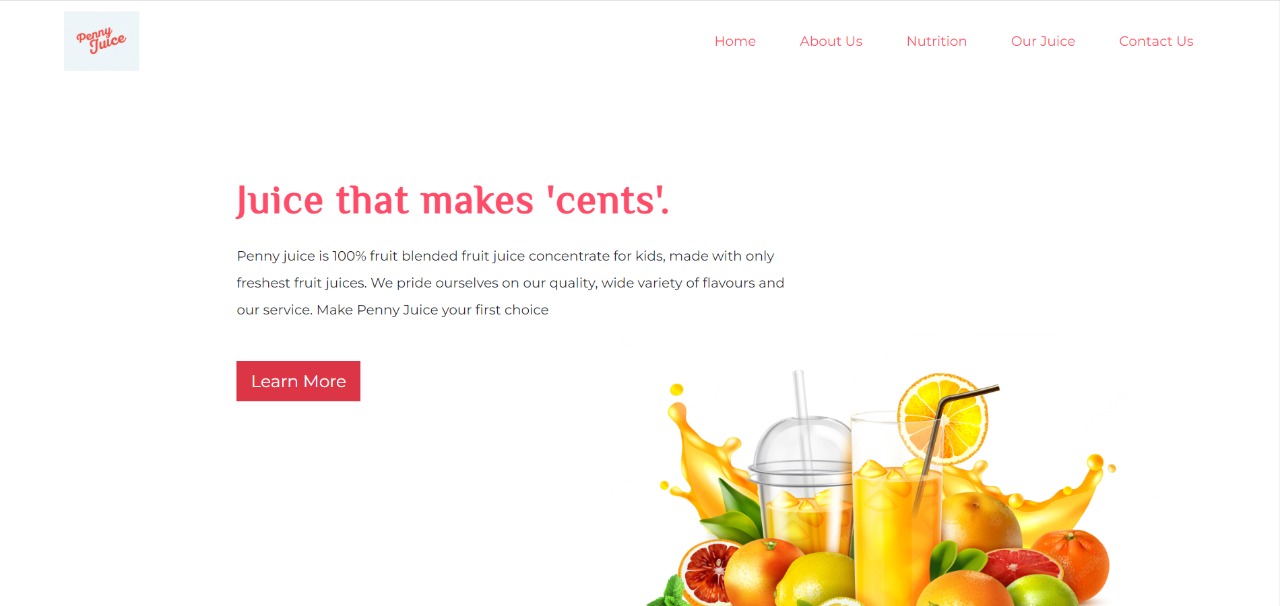 Penny
Juice
Home About Us Nutrition Our Juice Contact Us
Juice that makes 'cents'.
Penny juice is 100% fruit blended fruit juice concentrate for kids, made with only
freshest fruit juices. We pride ourselves on our quality, wide variety of flavours and
our service. Make Penny Juice your first choice
Learn More